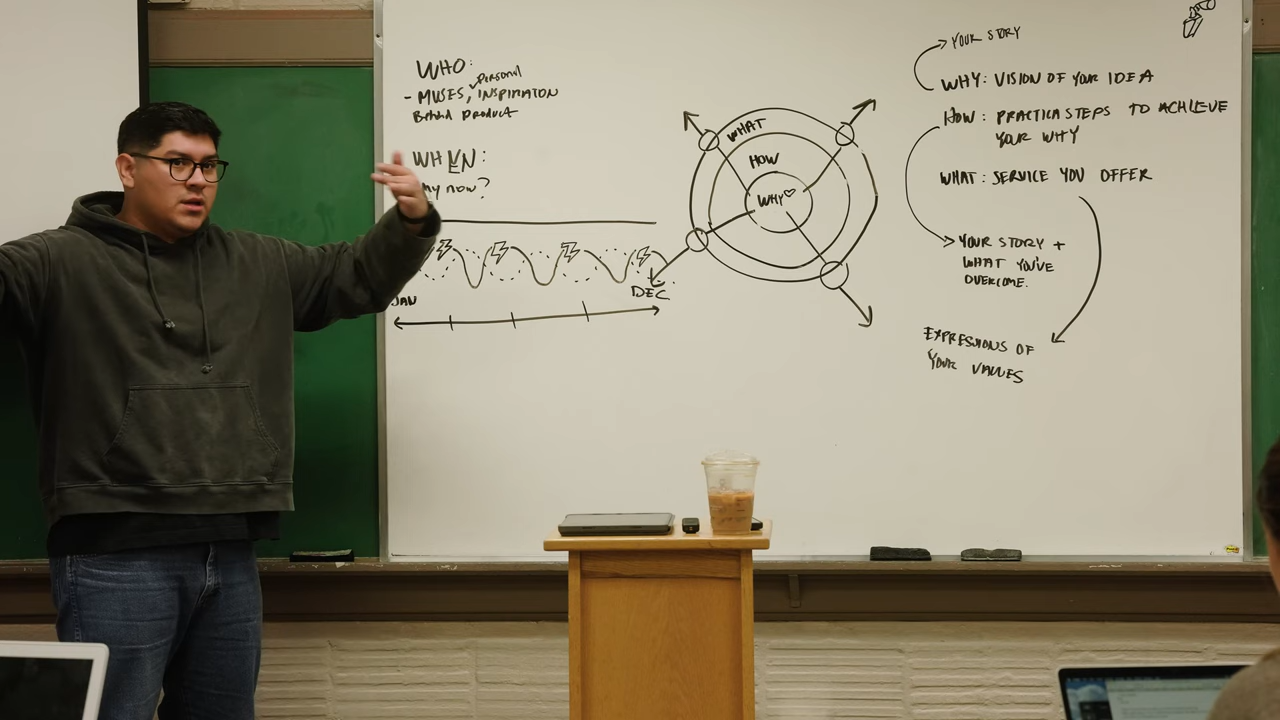 WHO:
personal
- MUSES, INSPIRATION
Behind product
WHEN:
now?
JAN
DEC
WHAT
HOW
WHY♡
YOUR STORY
WHY: VISION OF YOUR IDEA
HOW: PRACTICA STEPS TO ACHIEVE
YOUR WHY
WHAT: SERVICE YOU OFFER
YOUR STORY +
WHAT YOU'VE
OVERCOME.
EXPRESSIONS OF
YOUR VALUES